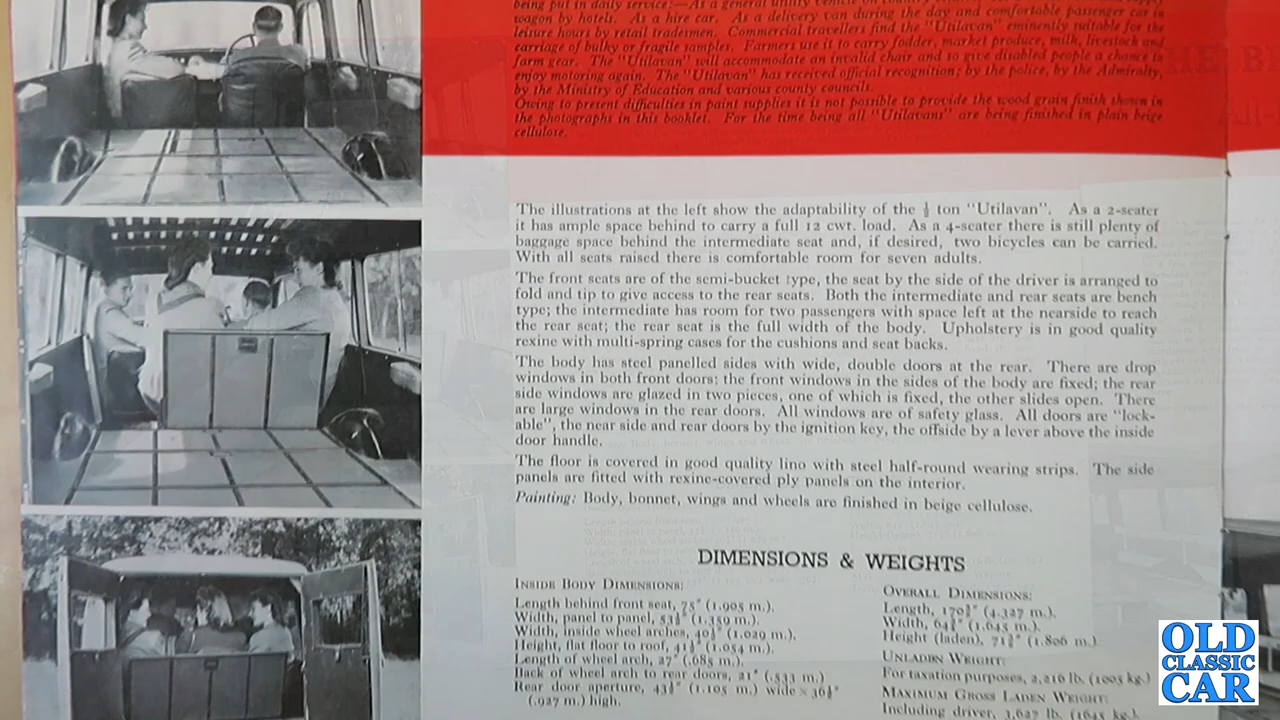 being put in daily service:—As a general utility vehicle on country
wagon by hotels. As a hire car. As a delivery van during the day and comfortable passenger car in
leisure hours by retail tradesmen. Commercial travellers find the "Utilavan" eminently suitable for the
carriage of bulky or fragile samples. Farmers use it to carry fodder, market produce, milk, livestock and
farm gear. The "Utilavan" will accommodate an invalid chair and so give disabled people a chance to
enjoy motoring again. The "Utilavan" has received official recognition; by the police, by the Admiralty,
by the Ministry of Education and various county councils.
Owing to present difficulties in paint supplies it is not possible to provide the wood grain finish shown in
the photographs in this booklet. For the time being all "Utilavans" are being finished in plain beige
cellulose.
The illustrations at the left show the adaptability of the ½ ton "Utilavan". As a 2-seater
it has ample space behind to carry a full 12 cwt. load. As a 4-seater there is still plenty of
baggage space behind the intermediate seat and, if desired, two bicycles can be carried.
With all seats raised there is comfortable room for seven adults.
The front seats are of the semi-bucket type, the seat by the side of the driver is arranged to
fold and tip to give access to the rear seats. Both the intermediate and rear seats are bench
type; the intermediate has room for two passengers with space left at the nearside to reach
the rear seat; the rear seat is the full width of the body. Upholstery is in good quality
rexine with multi-spring cases for the cushions and seat backs.
The body has steel panelled sides with wide, double doors at the rear. There are drop
windows in both front doors; the front windows in the sides of the body are fixed; the rear
side windows are glazed in two pieces, one of which is fixed, the other slides open. There
are large windows in the rear doors. All windows are of safety glass. All doors are "lock-
able", the near side and rear doors by the ignition key, the offside by a lever above the inside
door handle.
The floor is covered in good quality lino with steel half-round wearing strips. The side
panels are fitted with rexine-covered ply panels on the interior.
Painting: Body, bonnet, wings and wheels are finished in beige cellulose.
DIMENSIONS & WEIGHTS
INSIDE BODY DIMENSIONS:
Length behind front seat, 75" (1.905 m.),
Width, panel to panel, 53½" (1.359 m.),
Width, inside wheel arches, 40½" (1.029 m.),
Height, flat floor to roof, 41½" (1.054 m.),
Length of wheel arch, 27" (.685 m.),
Back of wheel arch to rear doors, 21" (.533 m.)
Rear door aperture, 43½" (1.105 m.) wide × 36½"
(.927 m.) high.
OVERALL DIMENSIONS:
Length, 170⅜" (4.327 m.),
Width, 64¾" (1.645 m.),
Height (laden), 71⅛" (1.806 m.)
UNLADEN WEIGHT:
For taxation purposes, 2,216 lb. (1005 kg.)
MAXIMUM GROSS LADEN WEIGHT:
Including driver, 3,627 lb. (1645 kg.).
OLD
CLASSIC
CAR